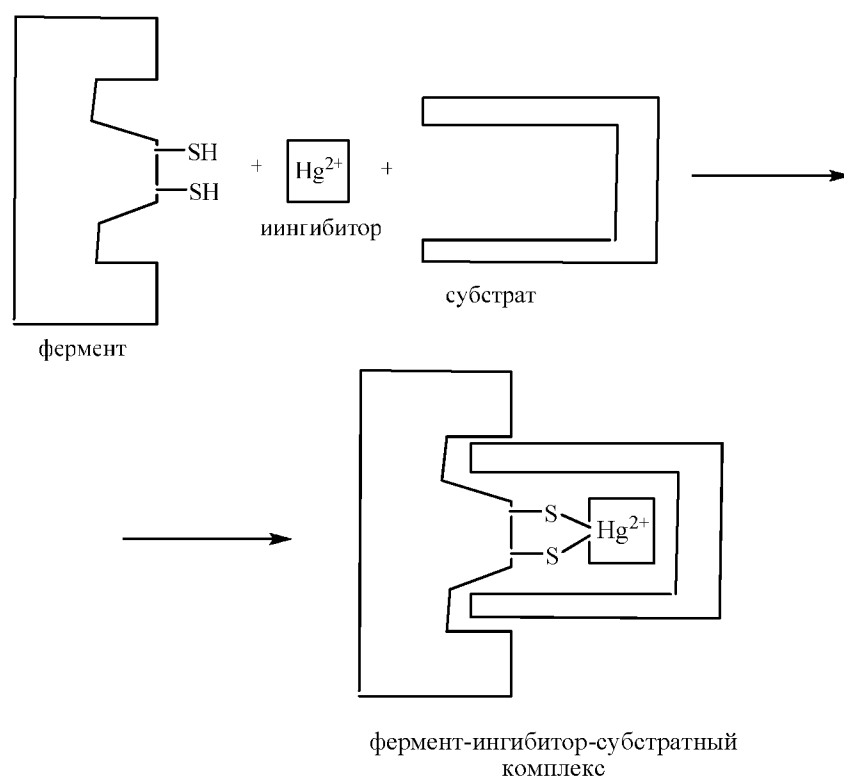 SH
+ Hg²⁺ +
SH
иингибитор
субстрат
фермент
S
Hg²⁺
S
фермент-ингибитор-субстратный
комплекс